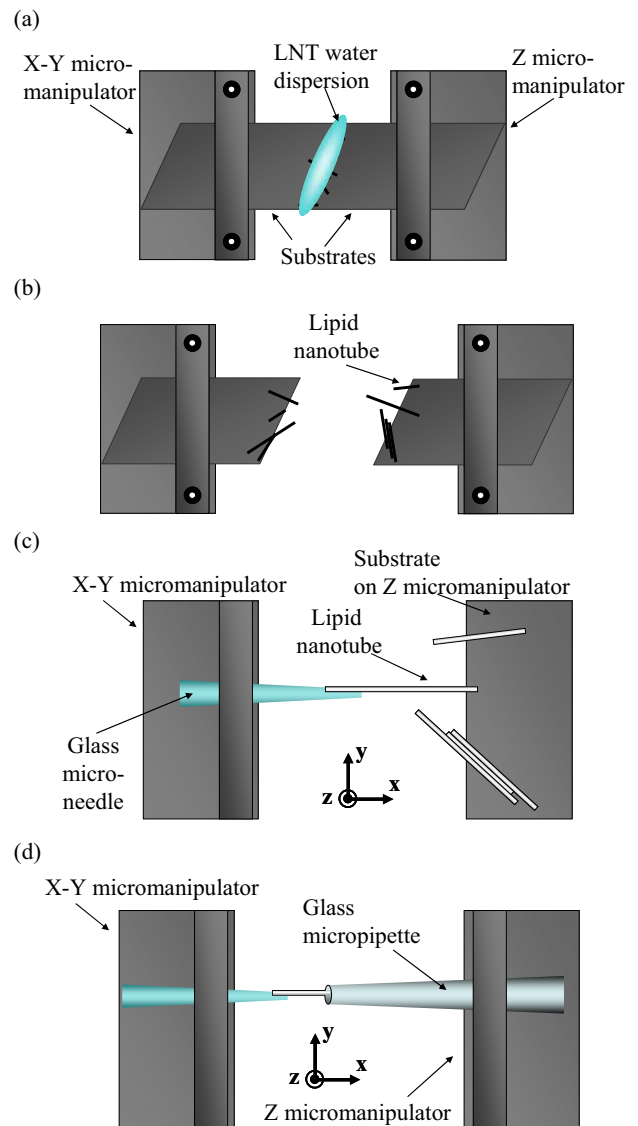 (a)
X-Y micro-
manipulator
LNT water
dispersion
Z micro-
manipulator
Substrates
(b)
Lipid
nanotube
(c)
X-Y micromanipulator
Substrate
on Z micromanipulator
Lipid
nanotube
Glass
micro-
needle
y
z
x
(d)
X-Y micromanipulator
Glass
micropipette
y
z
x
Z micromanipulator